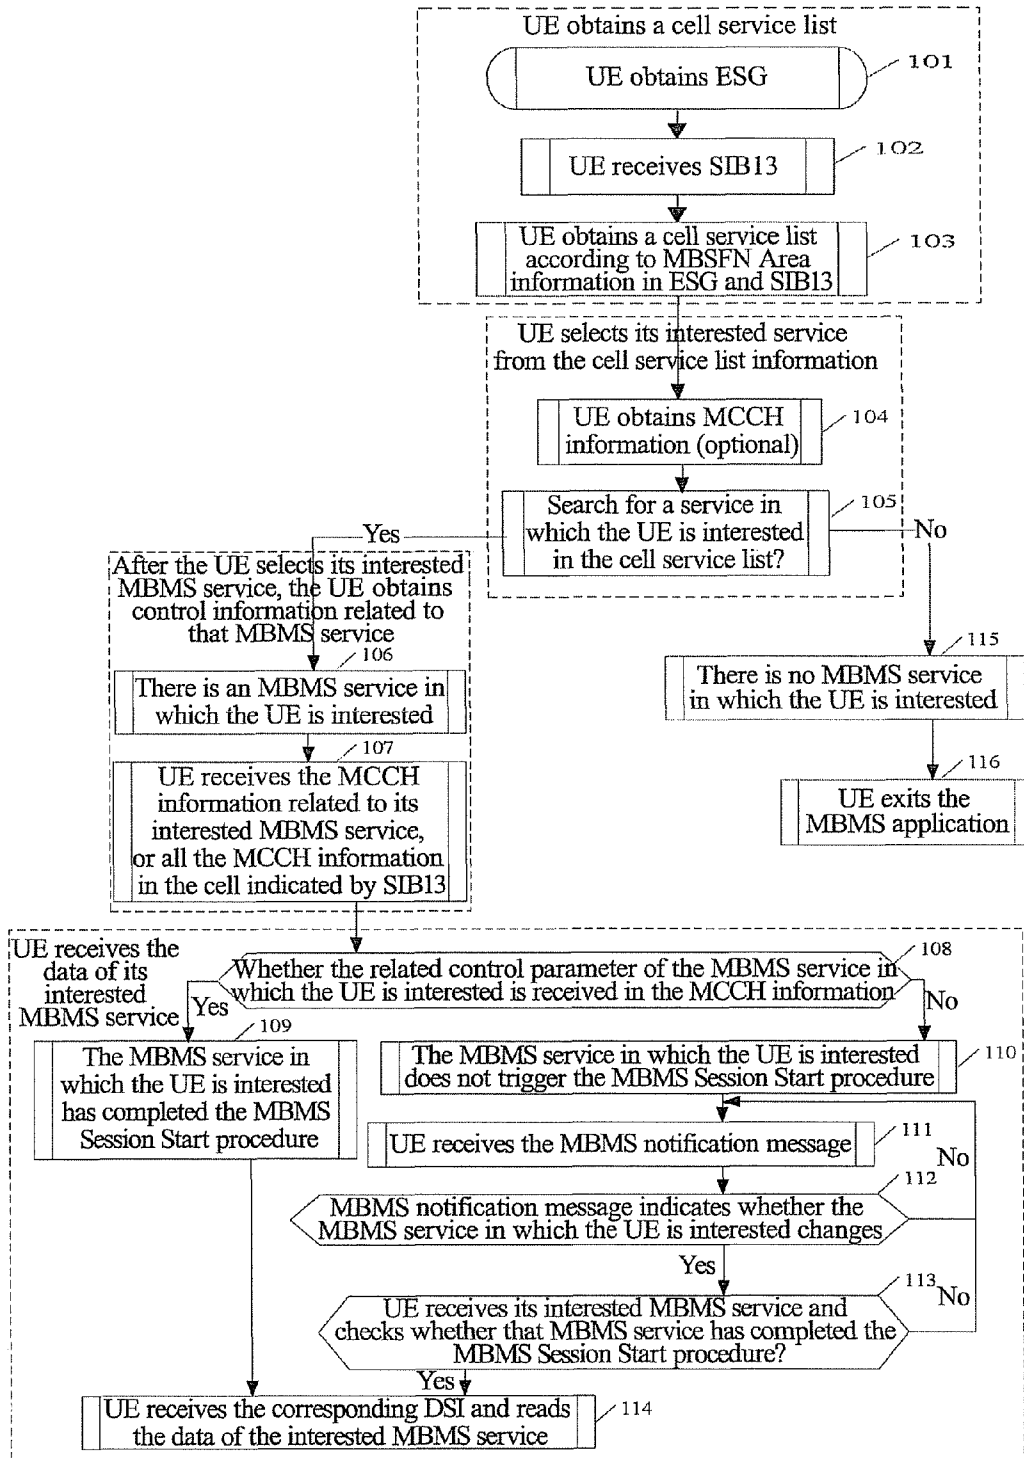 UE obtains a cell service list
UE obtains ESG
101
UE receives SIB13
102
UE obtains a cell service list
according to MBSFN Area
information in ESG and SIB13
103
UE selects its interested service
from the cell service list information
UE obtains MCCH
information (optional)
104
Search for a service in
which the UE is interested
in the cell service list?
105
Yes
No
After the UE selects its interested
MBMS service, the UE obtains
control information related to
that MBMS service
106
There is an MBMS service in
which the UE is interested
107
UE receives the MCCH
information related to its
interested MBMS service,
or all the MCCH information
in the cell indicated by SIB13
115
There is no MBMS service
in which the UE is interested
116
UE exits the
MBMS application
UE receives the
data of its
interested
MBMS service
108
Whether the related control parameter of the MBMS service in
which the UE is interested is received in the MCCH information
Yes
No
109
The MBMS service in
which the UE is interested
has completed the MBMS
Session Start procedure
The MBMS service in which the UE is interested
does not trigger the MBMS Session Start procedure
110
UE receives the MBMS notification message
111
No
112
MBMS notification message indicates whether the
MBMS service in which the UE is interested changes
Yes
113
No
UE receives its interested MBMS service and
checks whether that MBMS service has completed the
MBMS Session Start procedure?
Yes
UE receives the corresponding DSI and reads
the data of the interested MBMS service
114